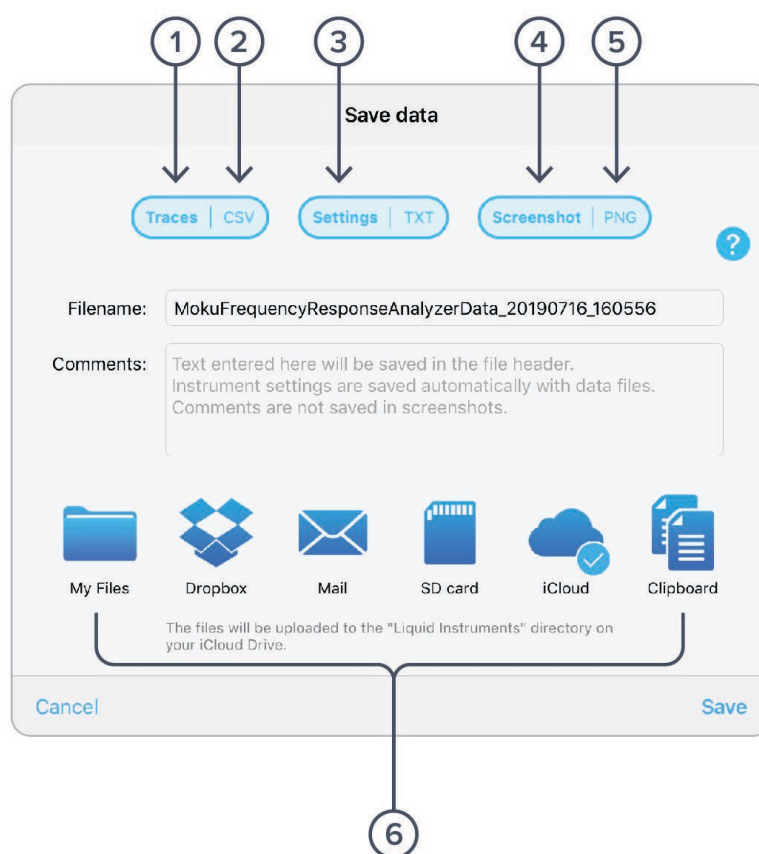 1 2 3 4 5
Save data
Traces | CSV Settings | TXT Screenshot | PNG
?
Filename: MokuFrequencyResponseAnalyzerData_20190716_160556
Comments: Text entered here will be saved in the file header.
Instrument settings are saved automatically with data files.
Comments are not saved in screenshots.
My Files Dropbox Mail SD card iCloud Clipboard
The files will be uploaded to the "Liquid Instruments" directory on
your iCloud Drive.
Cancel Save
6